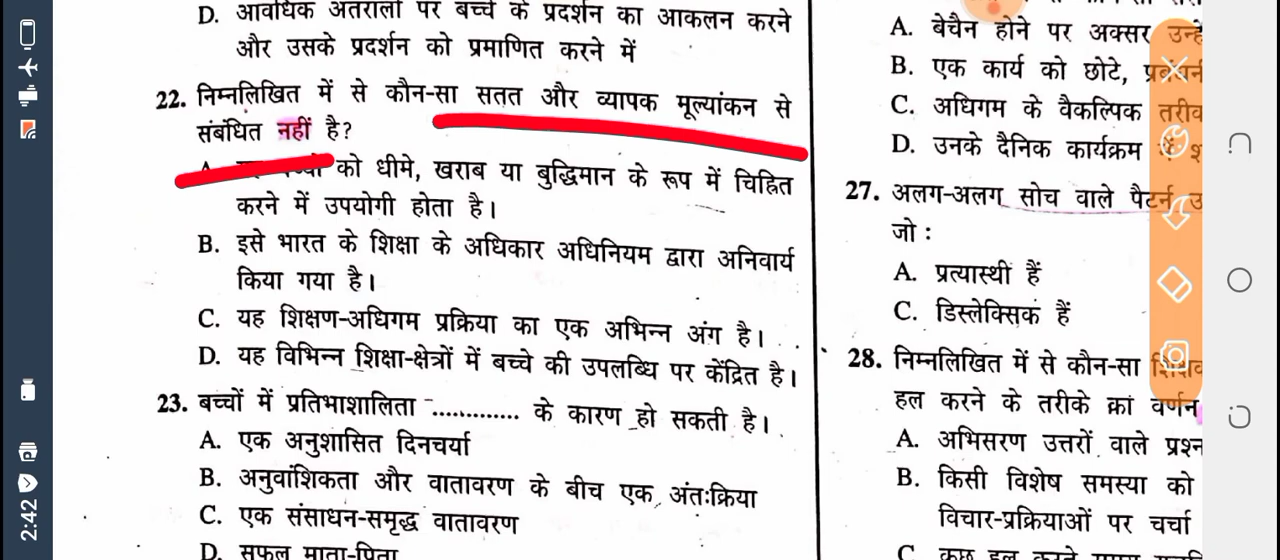 D. आवधिक अंतरालों पर बच्चे के प्रदर्शन का आकलन करने
और उसके प्रदर्शन को प्रमाणित करने में
22. निम्नलिखित में से कौन-सा सतत और व्यापक मूल्यांकन से
संबंधित नहीं है?
को धीमे, खराब या बुद्धिमान के रूप में चिह्नित
करने में उपयोगी होता है।
B. इसे भारत के शिक्षा के अधिकार अधिनियम द्वारा अनिवार्य
किया गया है।
C. यह शिक्षण-अधिगम प्रक्रिया का एक अभिन्न अंग है।
D. यह विभिन्न शिक्षा-क्षेत्रों में बच्चे की उपलब्धि पर केंद्रित है।
23. बच्चों में प्रतिभाशालिता ............. के कारण हो सकती है।
A. एक अनुशासित दिनचर्या
B. अनुवांशिकता और वातावरण के बीच एक अंतःक्रिया
C. एक संसाधन-समृद्ध वातावरण
D. सफल माता-पिता
A. बेचैन होने पर अक्सर उन्हें
B. एक कार्य को छोटे,
C. अधिगम के वैकल्पिक
D. उनके दैनिक कार्यक्रम
27. अलग-अलग सोच वाले पैटर्न
जो :
A. प्रत्यास्थी हैं
C. डिस्लेक्सिक हैं
28. निम्नलिखित में से कौन-सा
हल करने के तरीके का वर्णन
A. अभिसरण उत्तरों वाले प्रश्न
B. किसी विशेष समस्या को
विचार-प्रक्रियाओं पर चर्चा
C. कुछ हल करते समय
2:42